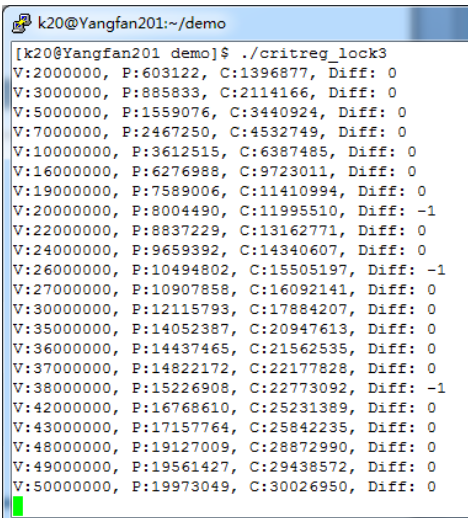 k20@Yangfan201:~/demo
[k20@Yangfan201 demo]$ ./critreg_lock3
V:2000000, P:603122, C:1396877, Diff: 0
V:3000000, P:885833, C:2114166, Diff: 0
V:5000000, P:1559076, C:3440924, Diff: 0
V:7000000, P:2467250, C:4532749, Diff: 0
V:10000000, P:3612515, C:6387485, Diff: 0
V:16000000, P:6276988, C:9723011, Diff: 0
V:19000000, P:7589006, C:11410994, Diff: 0
V:20000000, P:8004490, C:11995510, Diff: -1
V:22000000, P:8837229, C:13162771, Diff: 0
V:24000000, P:9659392, C:14340607, Diff: 0
V:26000000, P:10494802, C:15505197, Diff: -1
V:27000000, P:10907858, C:16092141, Diff: 0
V:30000000, P:12115793, C:17884207, Diff: 0
V:35000000, P:14052387, C:20947613, Diff: 0
V:36000000, P:14437465, C:21562535, Diff: 0
V:37000000, P:14822172, C:22177828, Diff: 0
V:38000000, P:15226908, C:22773092, Diff: -1
V:42000000, P:16768610, C:25231389, Diff: 0
V:43000000, P:17157764, C:25842235, Diff: 0
V:48000000, P:19127009, C:28872990, Diff: 0
V:49000000, P:19561427, C:29438572, Diff: 0
V:50000000, P:19973049, C:30026950, Diff: 0